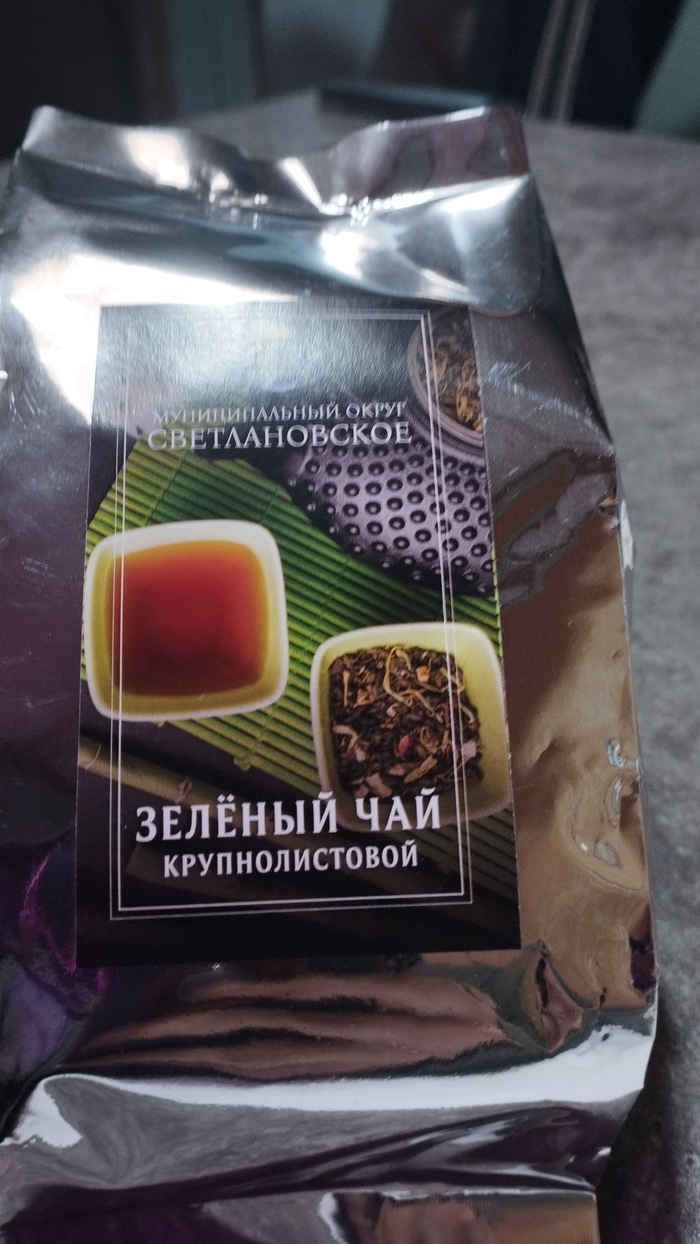 МУНИЦИПАЛЬНЫЙ ОКРУГ
СВЕТЛАНОВСКОЕ
ЗЕЛЁНЫЙ ЧАЙ
КРУПНОЛИСТОВОЙ